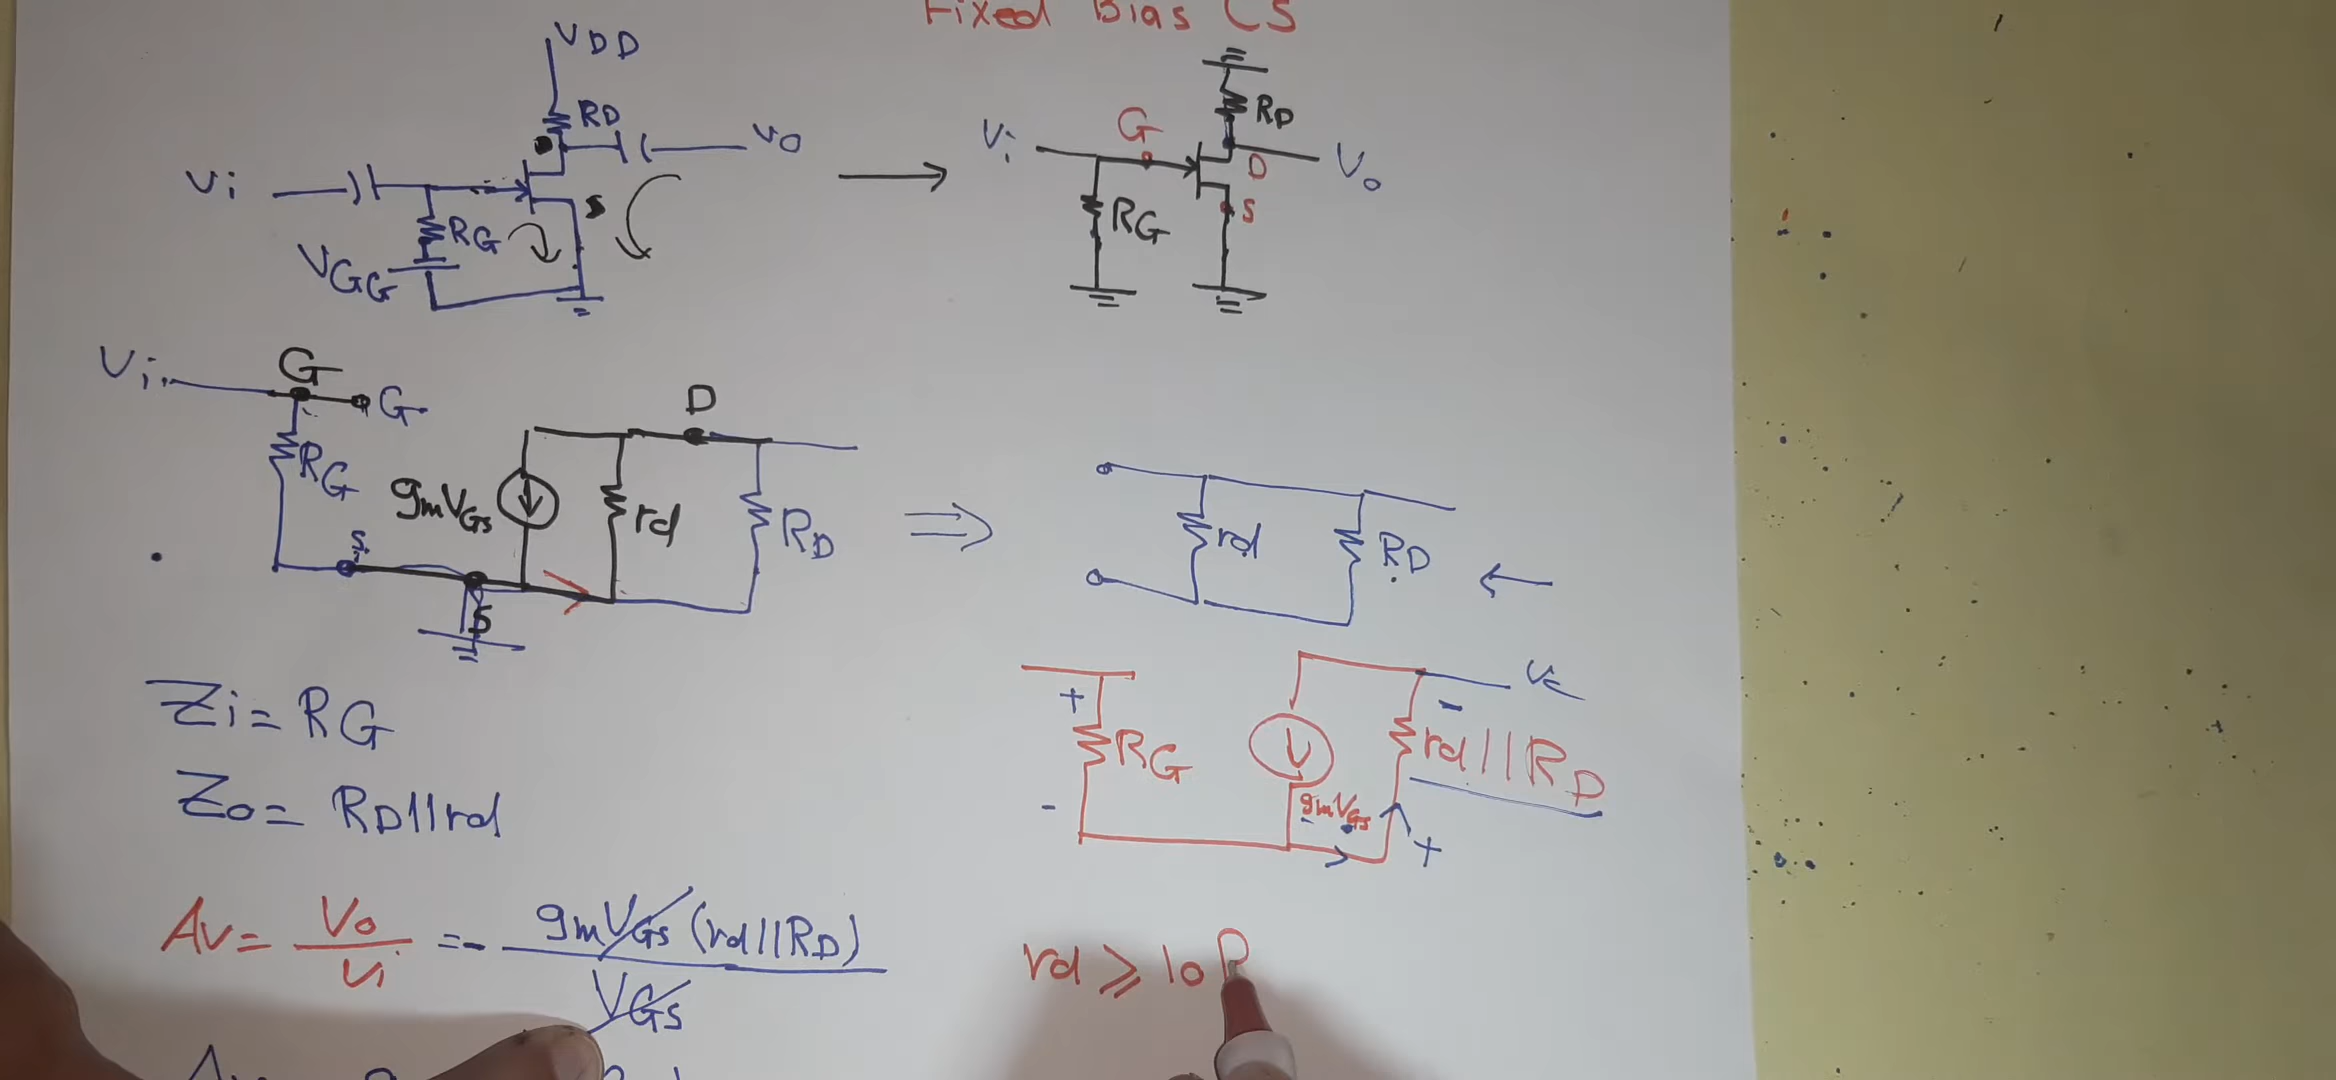 Fixed Bias CS
VDD
RD
Vo
Vi
RG
VGG
S
Vi
G
RD
D
Vo
S
RG
Vi
G
G
RG
S
S
gmVGS
rd
D
RD
rd
RD
+
RG
-
gmVGS
-
rd||RD
+
Zi = RG
Zo = RD||rd
Av = Vo/Vi = - gmVGS (rd||RD)/VGS
rd ≥ 10 R